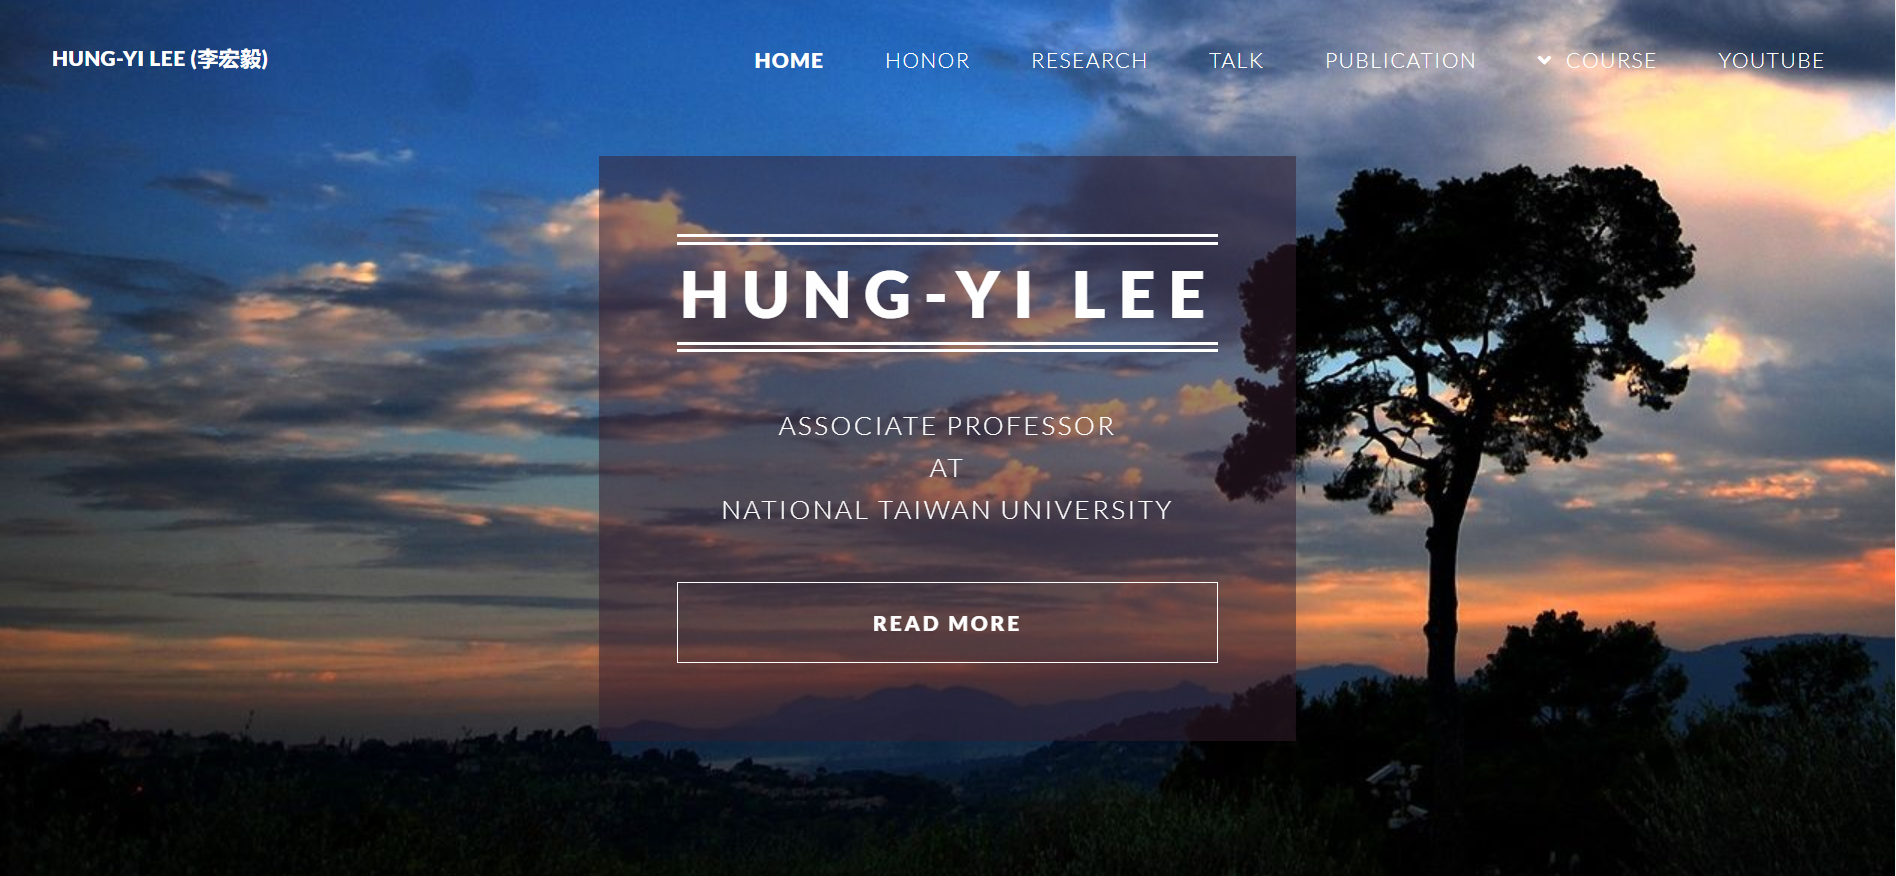 HUNG-YI LEE (李宏毅)
HOME HONOR RESEARCH TALK PUBLICATION COURSE YOUTUBE
HUNG-YI LEE
ASSOCIATE PROFESSOR
AT
NATIONAL TAIWAN UNIVERSITY
READ MORE